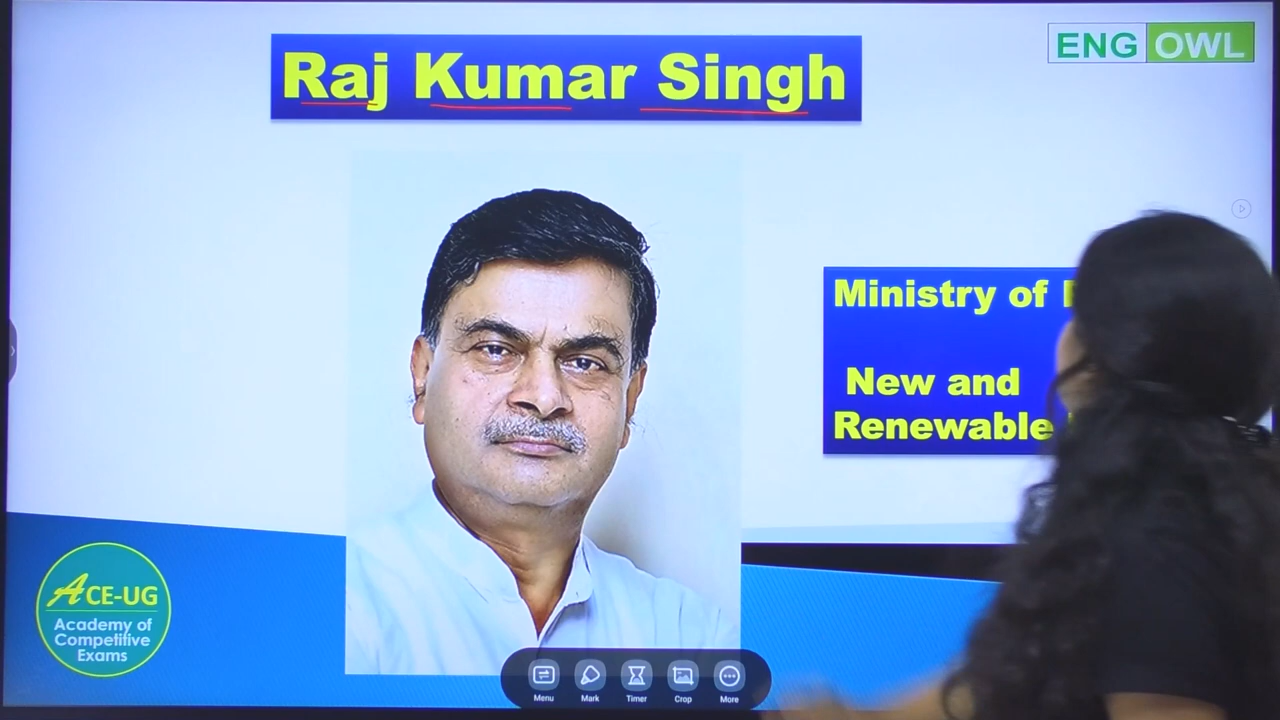 Raj Kumar Singh
ENG OWL
Ministry of
New and
Renewable
ACE-UG
Academy of
Competitive
Exams
Menu Mark Timer Crop More